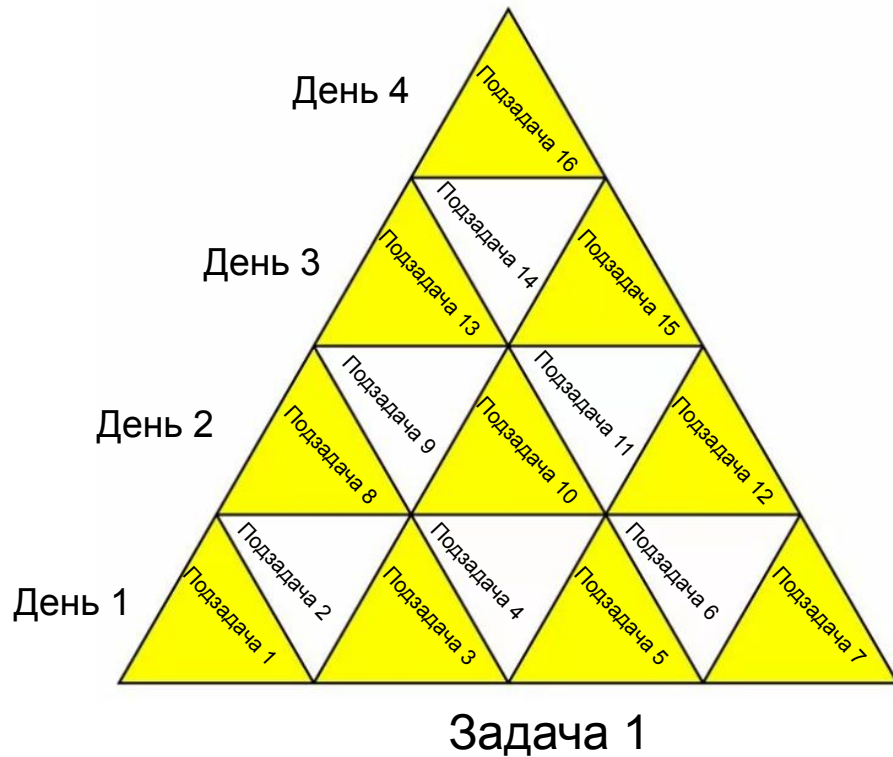 День 4
Подзадача 16
День 3
Подзадача 13
Подзадача 14
Подзадача 15
День 2
Подзадача 8
Подзадача 9
Подзадача 10
Подзадача 11
Подзадача 12
День 1
Подзадача 1
Подзадача 2
Подзадача 3
Подзадача 4
Подзадача 5
Подзадача 6
Подзадача 7
Задача 1